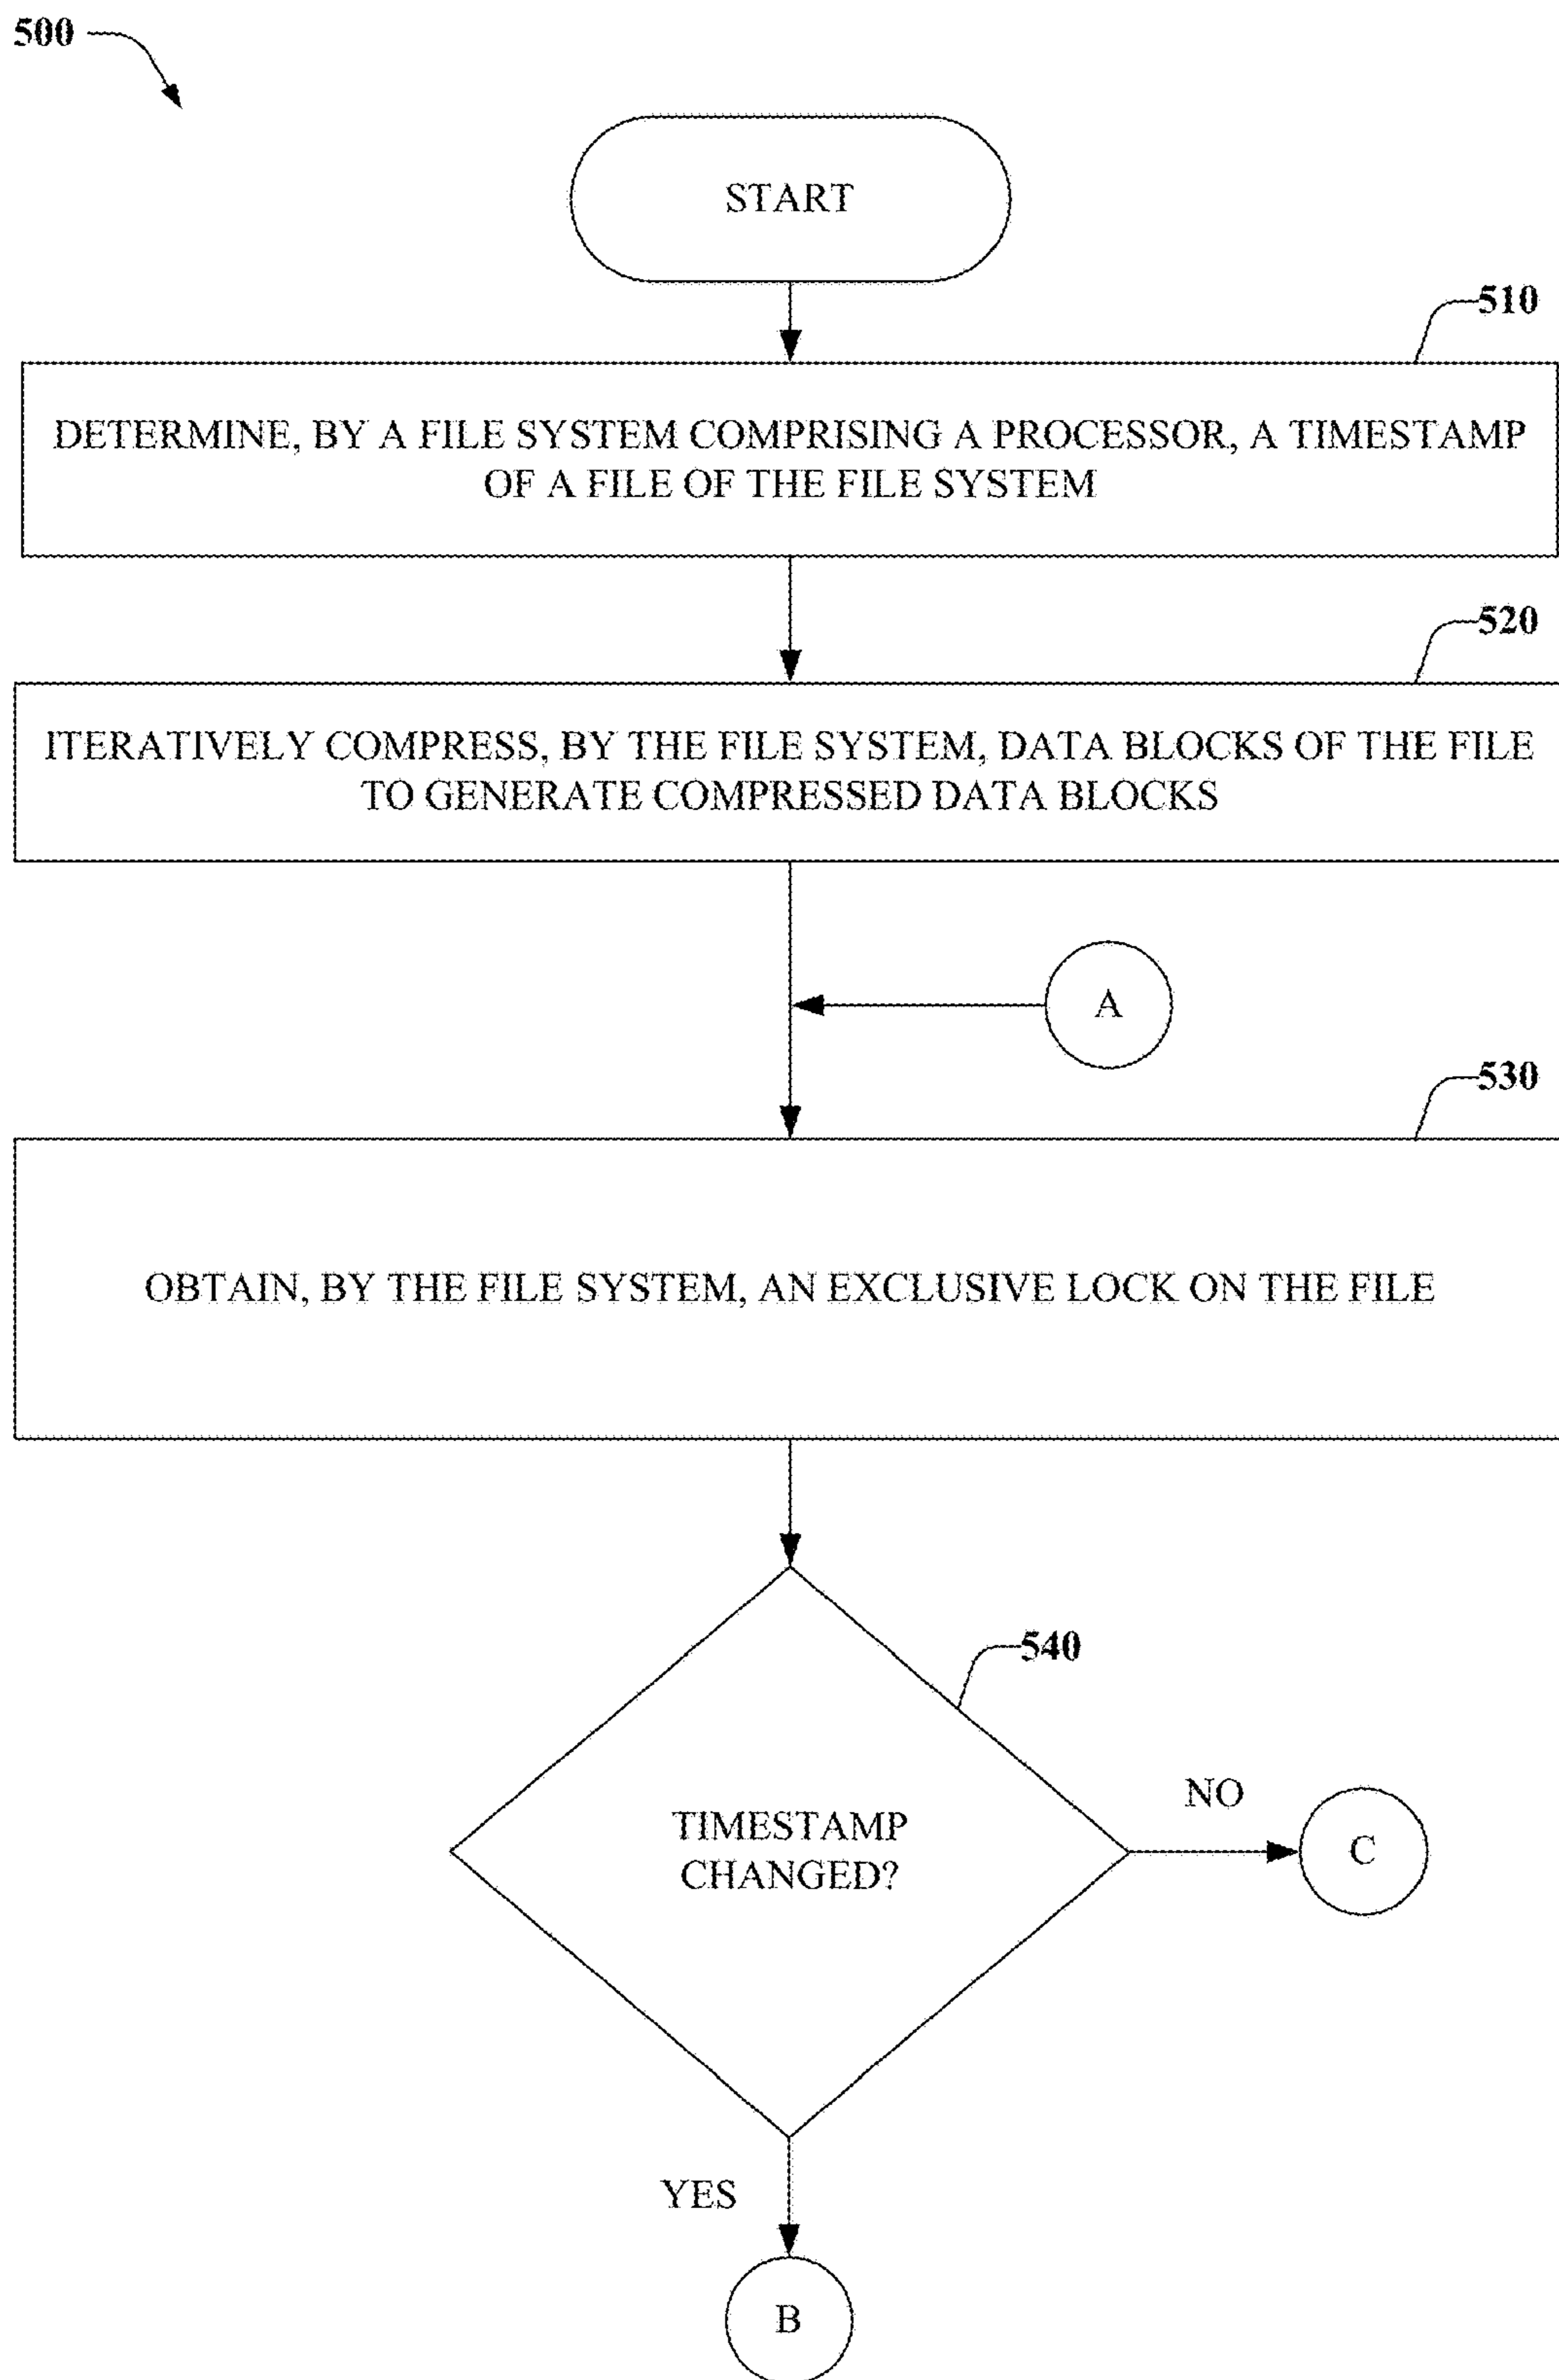 500
START
510
DETERMINE, BY A FILE SYSTEM COMPRISING A PROCESSOR, A TIMESTAMP
OF A FILE OF THE FILE SYSTEM
520
ITERATIVELY COMPRESS, BY THE FILE SYSTEM, DATA BLOCKS OF THE FILE
TO GENERATE COMPRESSED DATA BLOCKS
A
530
OBTAIN, BY THE FILE SYSTEM, AN EXCLUSIVE LOCK ON THE FILE
540
TIMESTAMP
CHANGED?
NO
C
YES
B